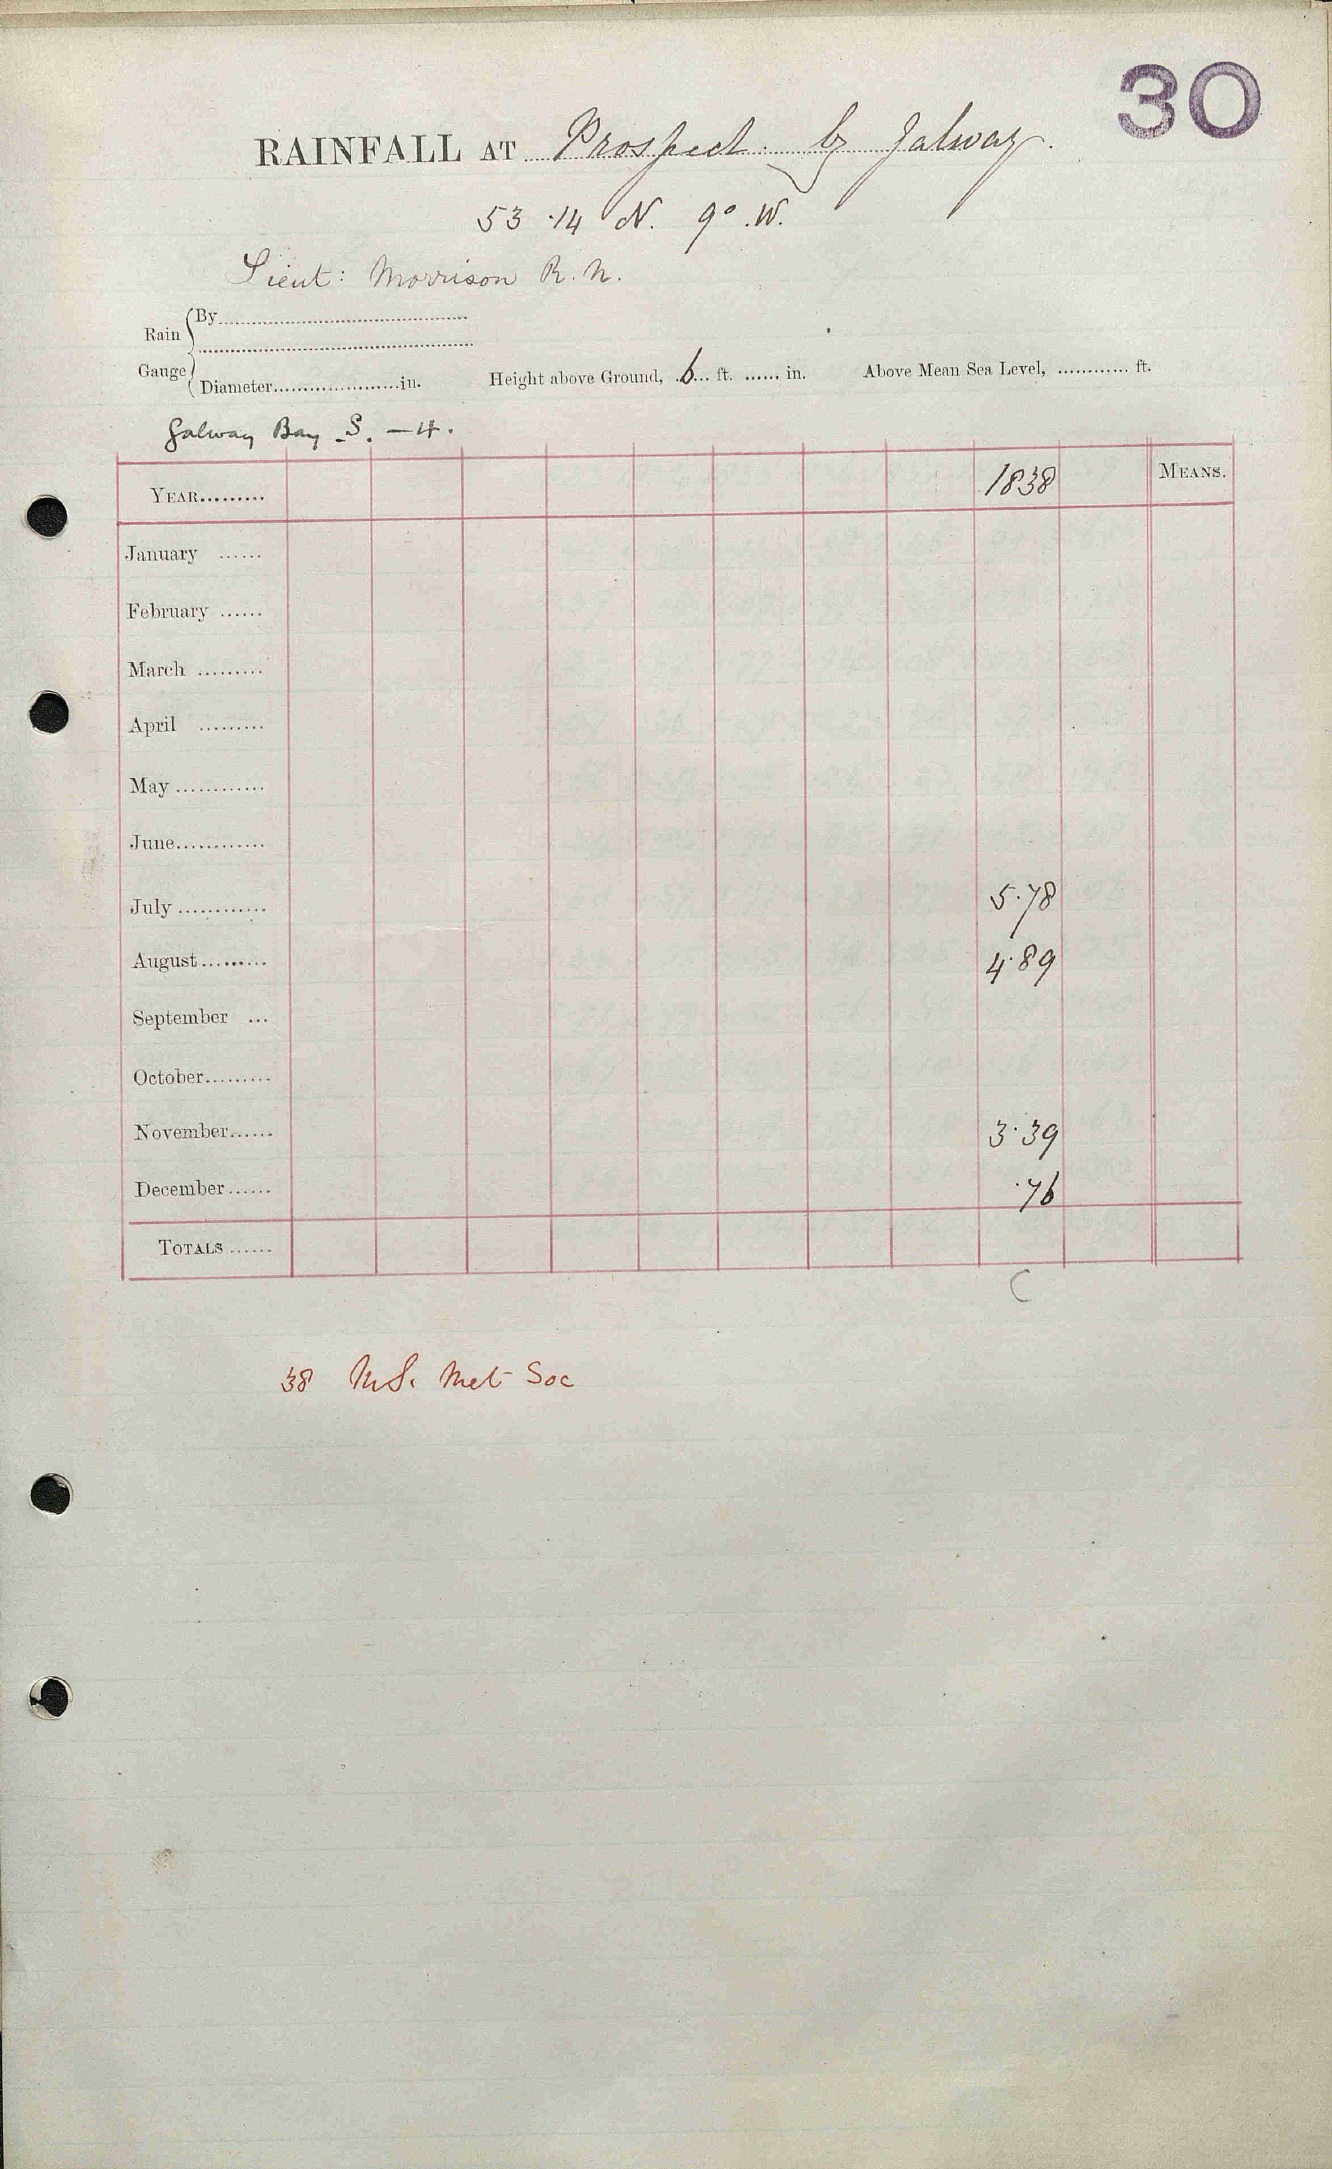 30
RAINFALL AT Prospect by Galway.
53·14 N. 9° W.
Lieut: Morrison R.N.
Rain Gauge
By
Diameter in. Height above Ground, 6 ft. in. Above Mean Sea Level, ft.
Galway Bay S. — 4.
YEAR 1838 MEANS.
January
February
March
April
May
June
July 5·78
August 4·89
September
October
November 3·39
December ·76
TOTALS
C
38 MS. Met Soc